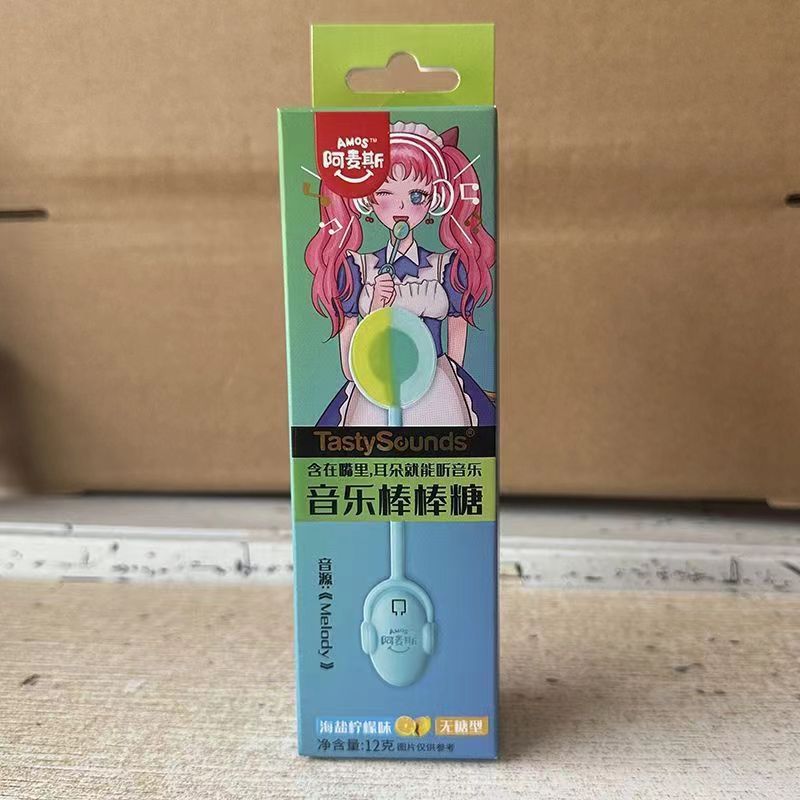 AMOS™
阿麦斯
TastySounds®
含在嘴里,耳朵就能听音乐
音乐棒棒糖
音源:《Melody》
AMOS
阿麦斯
海盐柠檬味
无糖型
净含量:12克 图片仅供参考